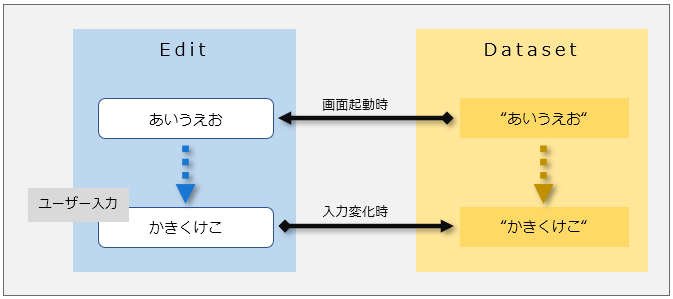 Edit
Dataset
あいうえお
画面起動時
“あいうえお“
ユーザー入力
かきくけこ
入力変化時
“かきくけこ“